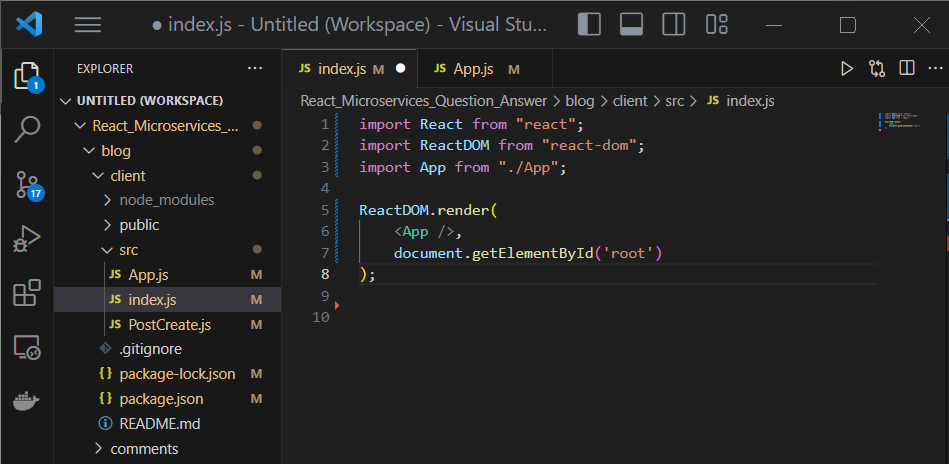 index.js - Untitled (Workspace) - Visual Stu...
EXPLORER
index.js M
App.js M
1
UNTITLED (WORKSPACE)
React_Microservices_Question_Answer > blog > client > src > JS index.js
React_Microservices_...
blog
client
17
node_modules
public
src
JS App.js M
JS index.js M
JS PostCreate.js M
.gitignore
{} package-lock.json M
{} package.json M
README.md
comments
1 import React from "react";
2 import ReactDOM from "react-dom";
3 import App from "./App";
4
5 ReactDOM.render(
6 <App />,
7 document.getElementById('root')
8 );
9
10